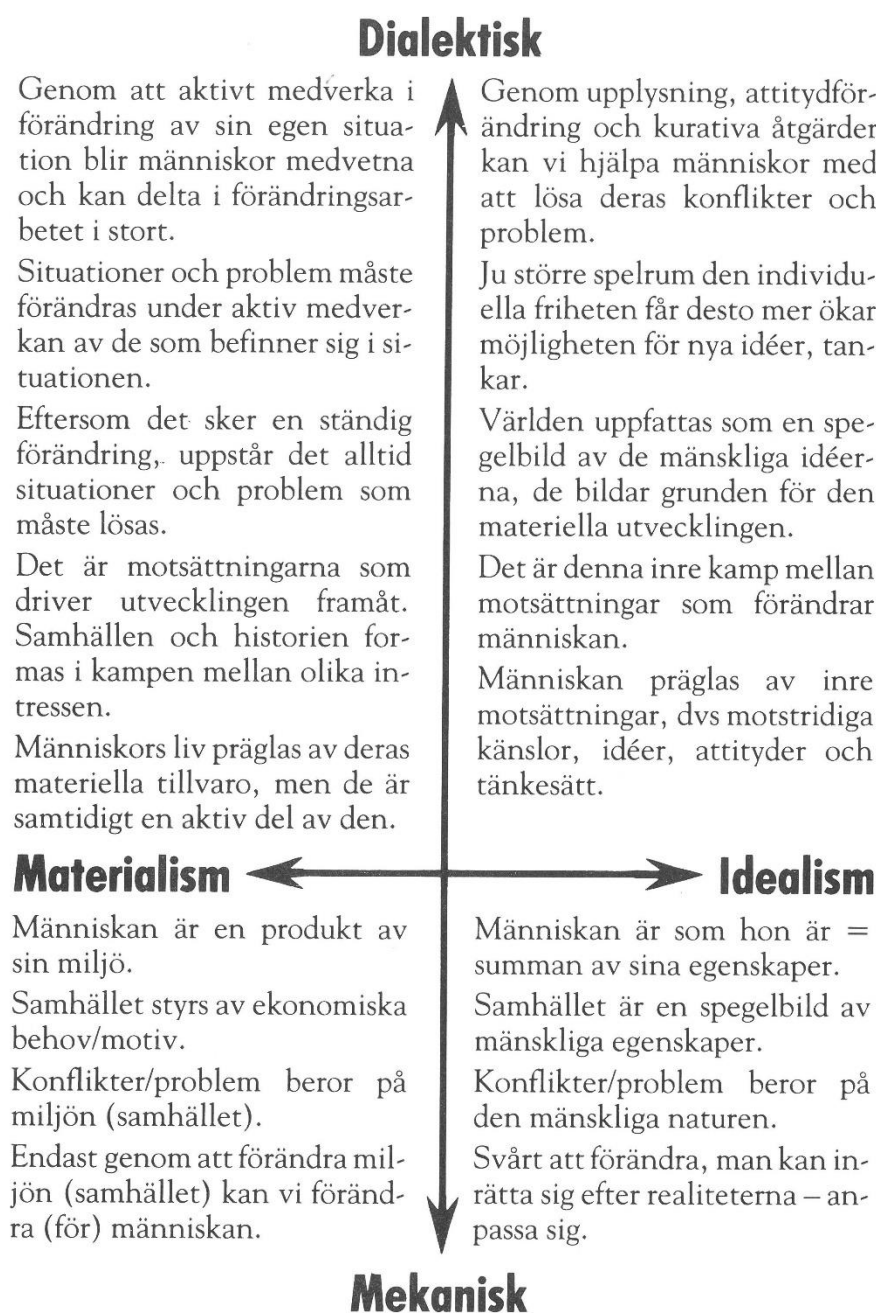 Dialektisk
Genom att aktivt medverka i
förändring av sin egen situa-
tion blir människor medvetna
och kan delta i förändringsar-
betet i stort.
Situationer och problem måste
förändras under aktiv medver-
kan av de som befinner sig i si-
tuationen.
Eftersom det sker en ständig
förändring, uppstår det alltid
situationer och problem som
måste lösas.
Det är motsättningarna som
driver utvecklingen framåt.
Samhällen och historien for-
mas i kampen mellan olika in-
tressen.
Människors liv präglas av deras
materiella tillvaro, men de är
samtidigt en aktiv del av den.
Genom upplysning, attitydför-
ändring och kurativa åtgärder
kan vi hjälpa människor med
att lösa deras konflikter och
problem.
Ju större spelrum den individu-
ella friheten får desto mer ökar
möjligheten för nya idéer, tan-
kar.
Världen uppfattas som en spe-
gelbild av de mänskliga idéer-
na, de bildar grunden för den
materiella utvecklingen.
Det är denna inre kamp mellan
motsättningar som förändrar
människan.
Människan präglas av inre
motsättningar, dvs motstridiga
känslor, idéer, attityder och
tänkesätt.
Materialism
Idealism
Människan är en produkt av
sin miljö.
Samhället styrs av ekonomiska
behov/motiv.
Konflikter/problem beror på
miljön (samhället).
Endast genom att förändra mil-
jön (samhället) kan vi föränd-
ra (för) människan.
Människan är som hon är =
summan av sina egenskaper.
Samhället är en spegelbild av
mänskliga egenskaper.
Konflikter/problem beror på
den mänskliga naturen.
Svårt att förändra, man kan in-
rätta sig efter realiteterna – an-
passa sig.
Mekanisk